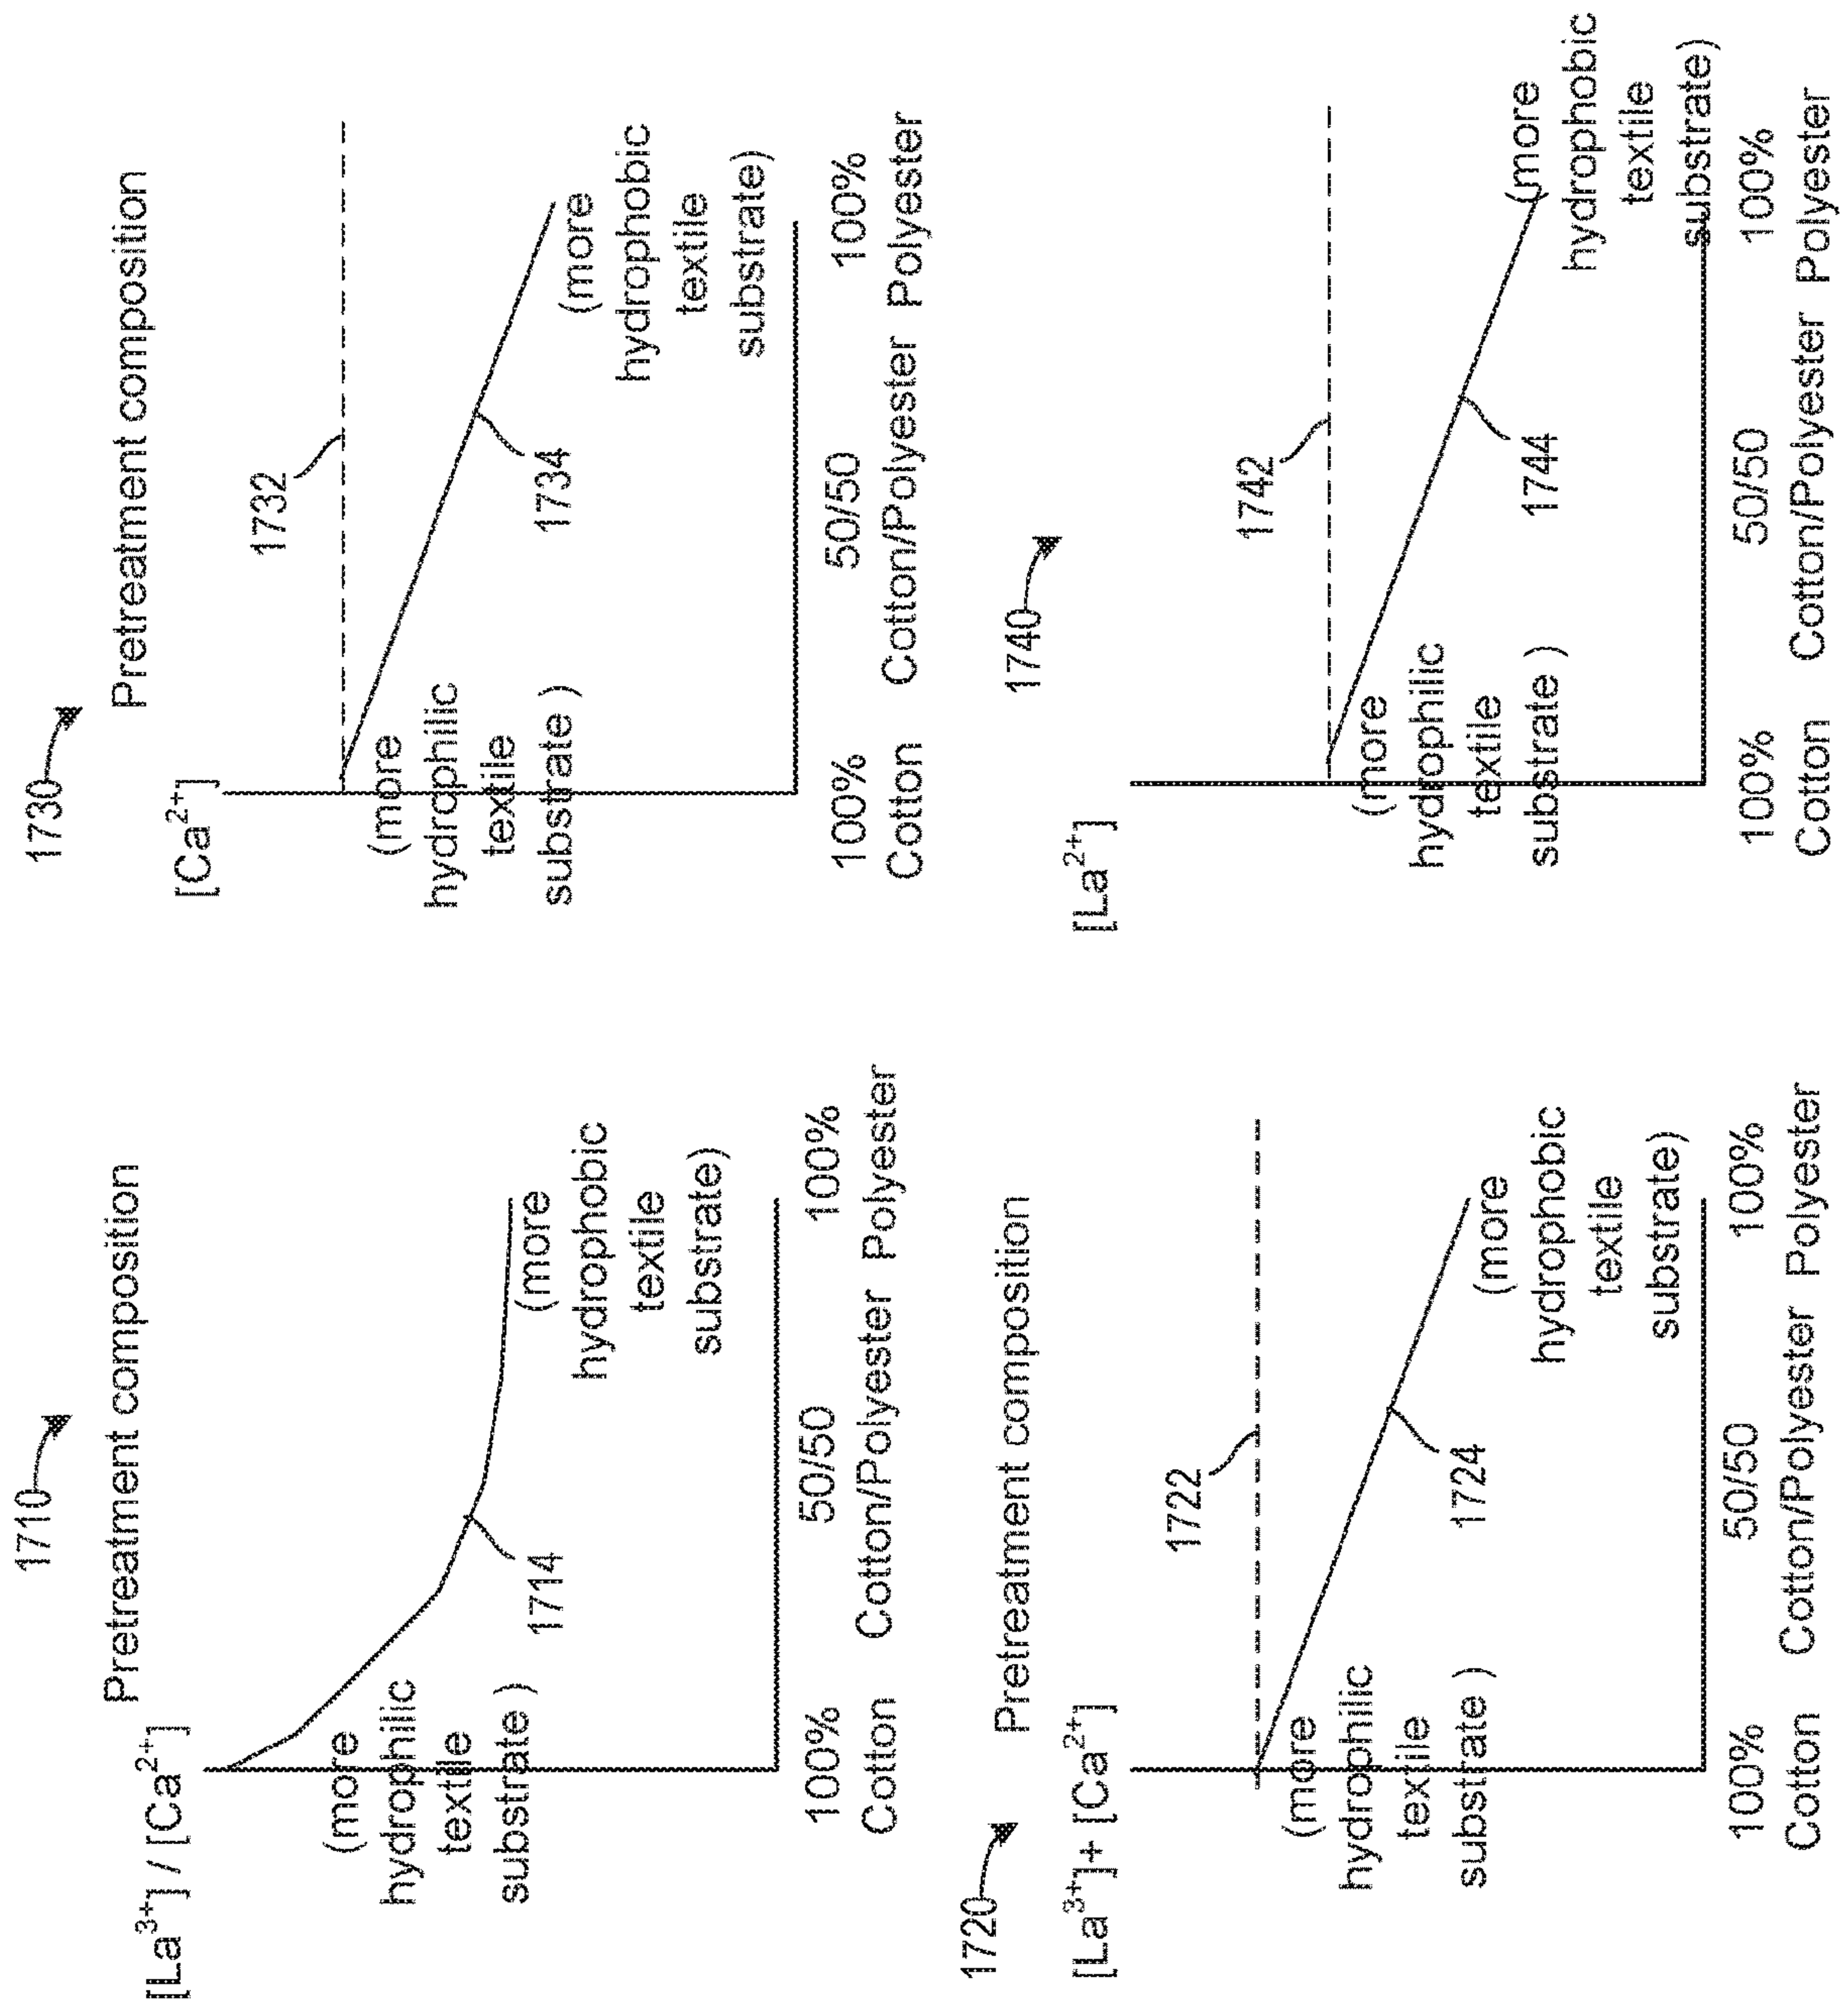 1710
Pretreatment composition
[La³⁺] / [Ca²⁺]
(more
hydrophilic
textile
substrate )
1714
(more
hydrophobic
textile
substrate)
100% 50/50 100%
Cotton Cotton/Polyester Polyester
1730
Pretreatment composition
[Ca²⁺]
1732
(more
hydrophilic
textile
substrate )
1734
(more
hydrophobic
textile
substrate)
100% 50/50 100%
Cotton Cotton/Polyester Polyester
1720
Pretreatment composition
[La³⁺]+ [Ca²⁺]
1722
(more
hydrophilic
textile
substrate )
1724
(more
hydrophobic
textile
substrate)
100% 50/50 100%
Cotton Cotton/Polyester Polyester
1740
[La²⁺]
1742
(more
hydrophilic
textile
substrate )
1744
(more
hydrophobic
textile
substrate)
100% 50/50 100%
Cotton Cotton/Polyester Polyester